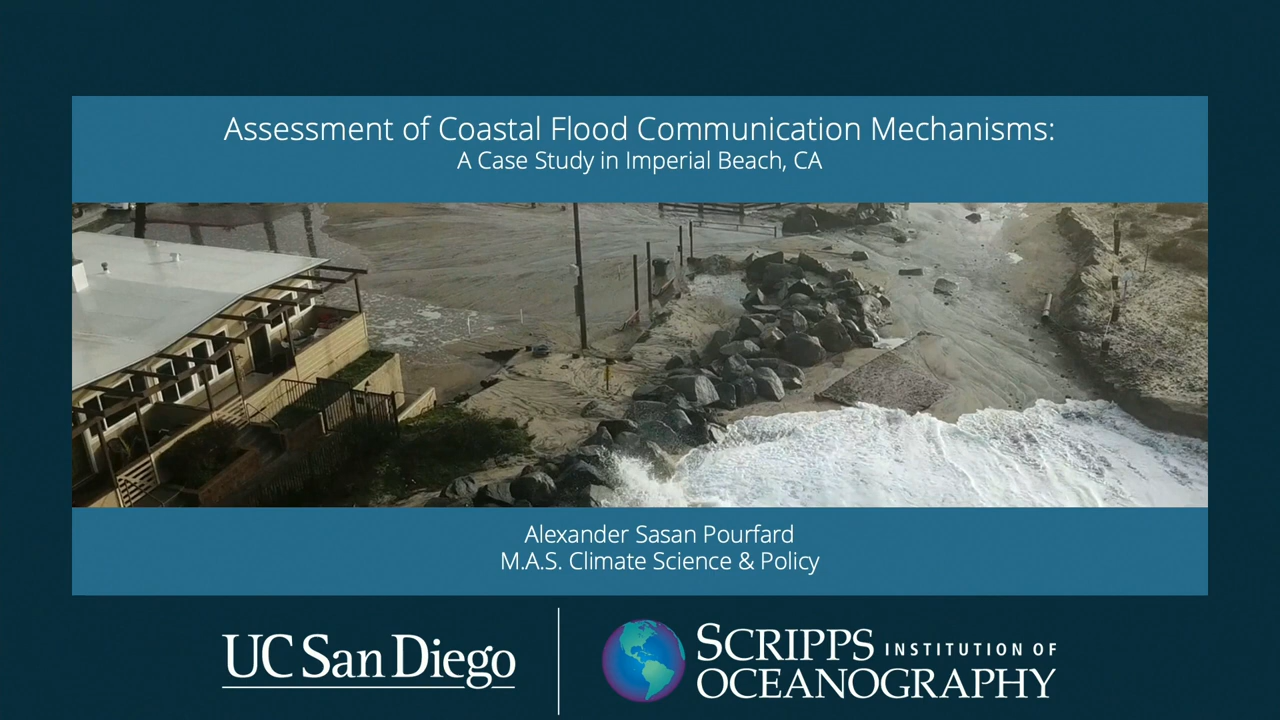 Assessment of Coastal Flood Communication Mechanisms:
A Case Study in Imperial Beach, CA
Alexander Sasan Pourfard
M.A.S. Climate Science & Policy
UC San Diego
SCRIPPS INSTITUTION OF
OCEANOGRAPHY